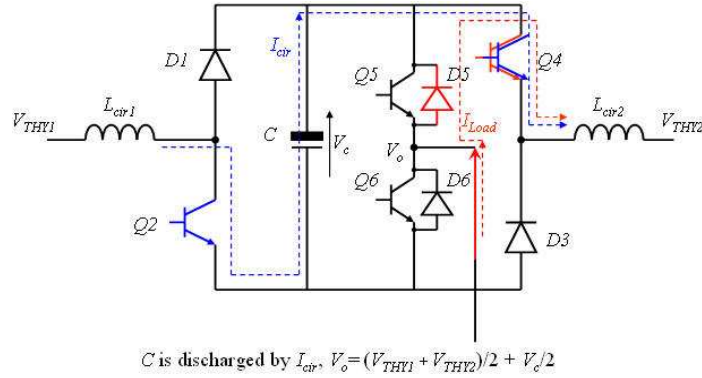 D1
I_cir
Q5
D5
Q4
V_THY1
L_cir1
C
V_c
I_Load
V_o
L_cir2
V_THY2
Q2
Q6
D6
D3
C is discharged by I_cir, V_o=(V_THY1 + V_THY2)/2 + V_c/2